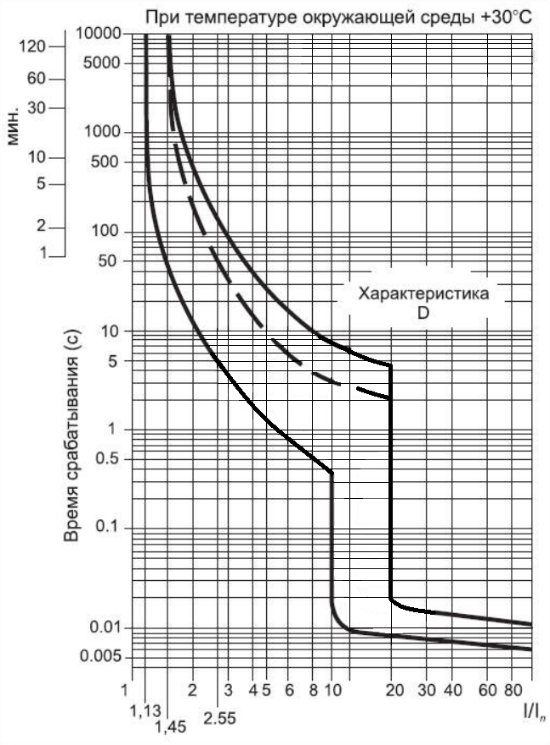 При температуре окружающей среды +30°C
10000
5000
1000
500
100
50
10
5
1
0.5
0.1
0.01
0.005
120
60
30
10
5
2
1
мин.
Время срабатывания (с)
Характеристика
D
1 2 3 4 5 6 8 10 20 30 40 60 80
1,13 1,45 2.55
I/Iₙ